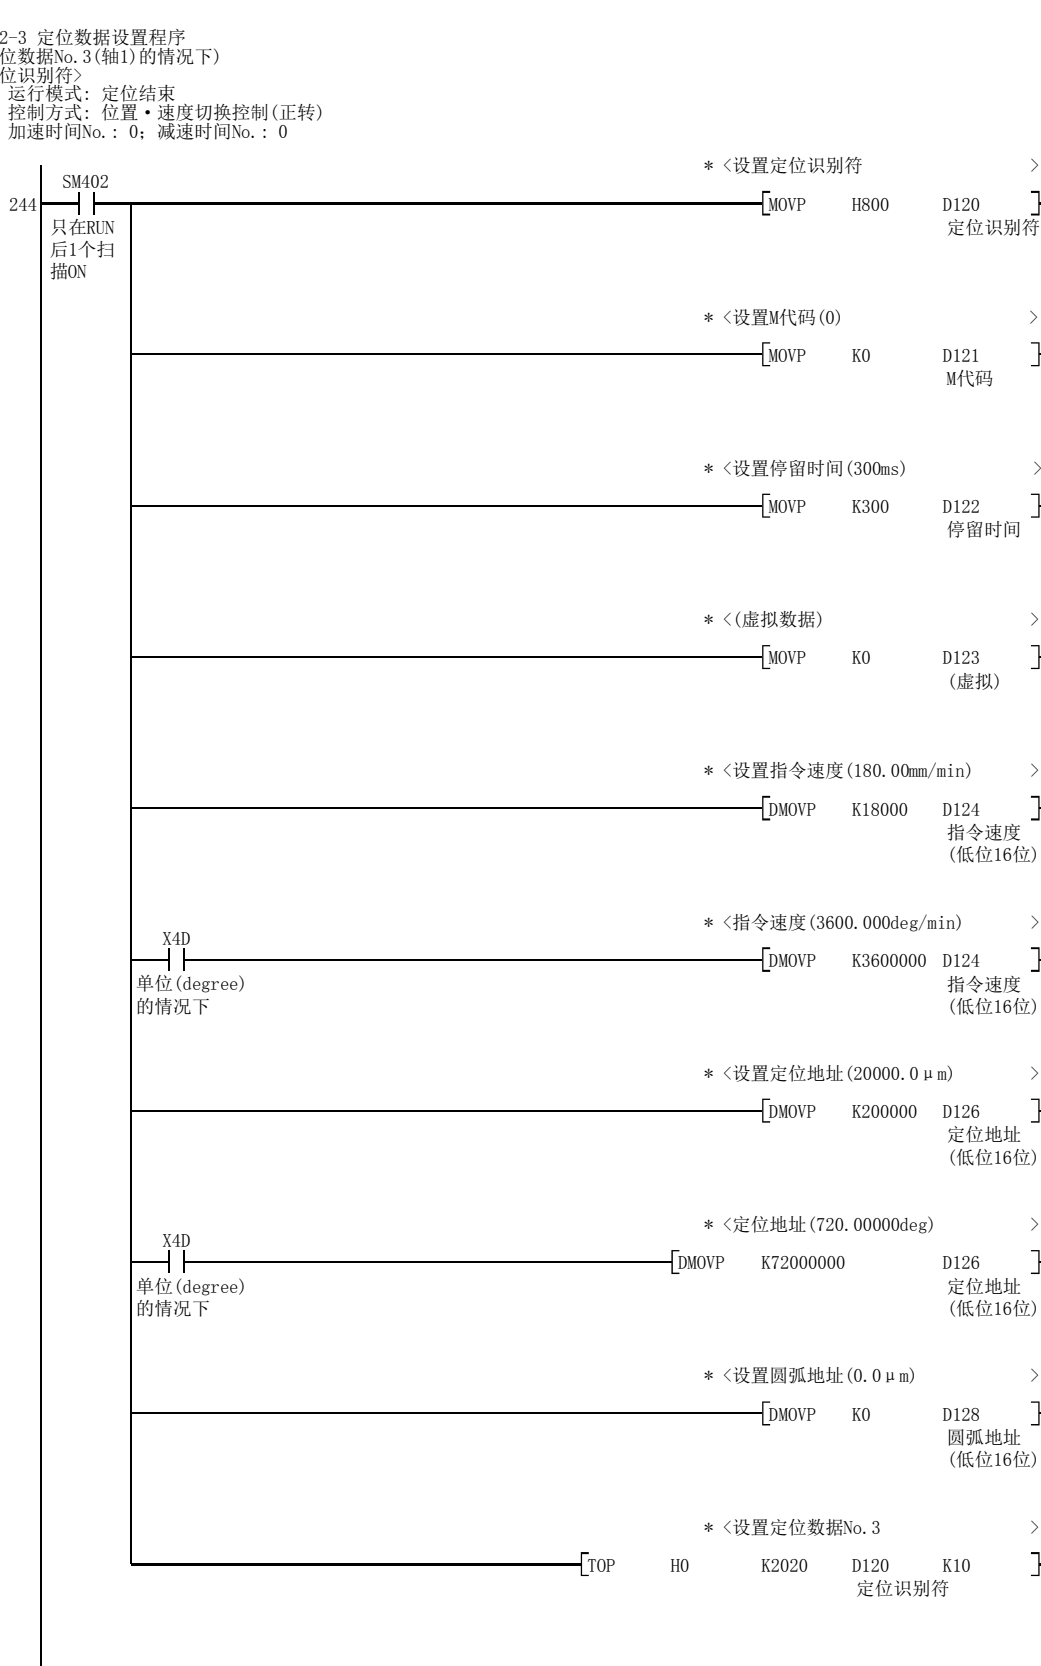 2-3 定位数据设置程序
位数据No.3(轴1)的情况下)
位识别符>
运行模式: 定位结束
控制方式: 位置・速度切换控制(正转)
加速时间No.: 0; 减速时间No.: 0
* <设置定位识别符 >
SM402
244 [MOVP H800 D120 ]
只在RUN 定位识别符
后1个扫
描ON
* <设置M代码(0) >
[MOVP K0 D121 ]
M代码
* <设置停留时间(300ms) >
[MOVP K300 D122 ]
停留时间
* <(虚拟数据) >
[MOVP K0 D123 ]
(虚拟)
* <设置指令速度(180.00mm/min) >
[DMOVP K18000 D124 ]
指令速度
(低位16位)
* <指令速度(3600.000deg/min) >
X4D
[DMOVP K3600000 D124 ]
单位(degree) 指令速度
的情况下 (低位16位)
* <设置定位地址(20000.0μm) >
[DMOVP K200000 D126 ]
定位地址
(低位16位)
* <定位地址(720.00000deg) >
X4D
[DMOVP K72000000 D126 ]
单位(degree) 定位地址
的情况下 (低位16位)
* <设置圆弧地址(0.0μm) >
[DMOVP K0 D128 ]
圆弧地址
(低位16位)
* <设置定位数据No.3 >
[TOP H0 K2020 D120 K10 ]
定位识别符